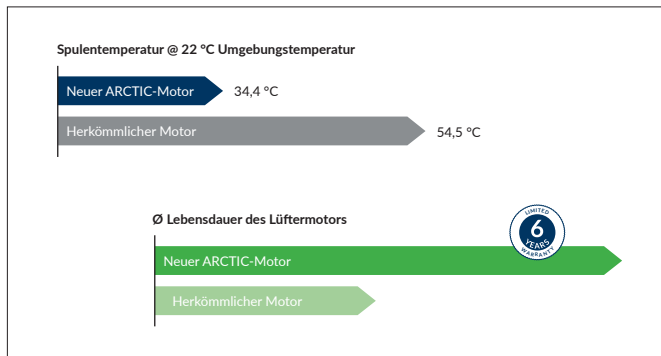 Spulentemperatur @ 22 °C Umgebungstemperatur
Neuer ARCTIC-Motor 34,4 °C
Herkömmlicher Motor 54,5 °C
Ø Lebensdauer des Lüftermotors
LIMITED
6
YEARS
WARRANTY
Neuer ARCTIC-Motor
Herkömmlicher Motor